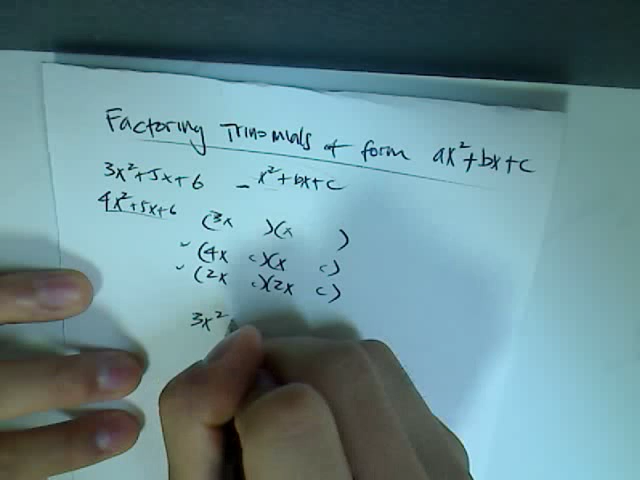 Factoring Trinomials of form ax²+bx+c
3x²+5x+6 – x²+bx+c
4x²+5x+6
(3x )(x )
(4x c)(x c)
(2x c)(2x c)
3x²